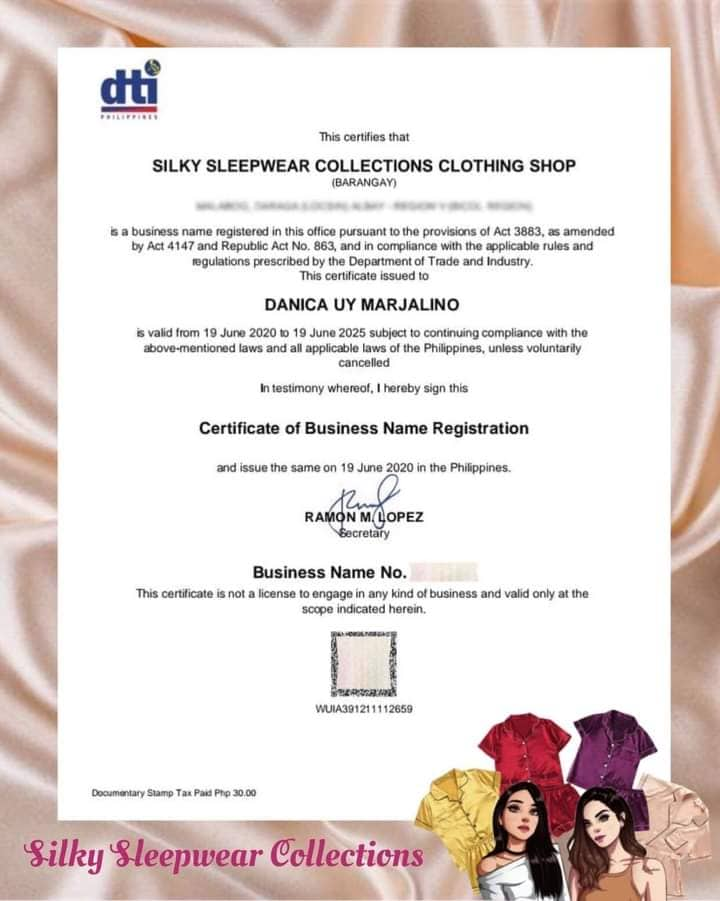 dti
PHILIPPINES
This certifies that
SILKY SLEEPWEAR COLLECTIONS CLOTHING SHOP
(BARANGAY)
is a business name registered in this office pursuant to the provisions of Act 3883, as amended
by Act 4147 and Republic Act No. 863, and in compliance with the applicable rules and
regulations prescribed by the Department of Trade and Industry.
This certificate issued to
DANICA UY MARJALINO
is valid from 19 June 2020 to 19 June 2025 subject to continuing compliance with the
above-mentioned laws and all applicable laws of the Philippines, unless voluntarily
cancelled
In testimony whereof, I hereby sign this
Certificate of Business Name Registration
and issue the same on 19 June 2020 in the Philippines.
RAMON M. LOPEZ
Secretary
Business Name No.
This certificate is not a license to engage in any kind of business and valid only at the
scope indicated herein.
WUIA391211112659
Documentary Stamp Tax Paid Php 30.00
Silky Sleepwear Collections